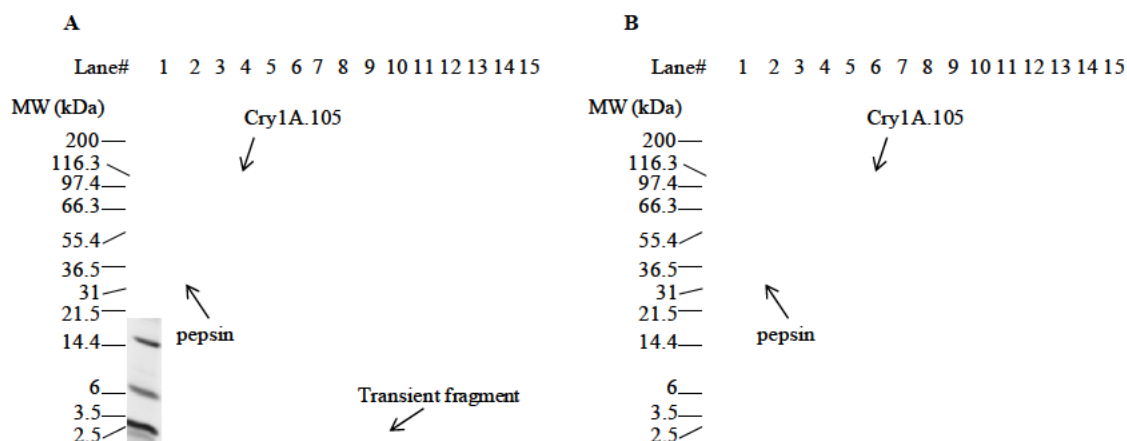 A
Lane# 1 2 3 4 5 6 7 8 9 10 11 12 13 14 15
MW (kDa)
Cry1A.105
200
116.3
97.4
66.3
55.4
36.5
31
21.5
pepsin
14.4
6
Transient fragment
3.5
2.5
B
Lane# 1 2 3 4 5 6 7 8 9 10 11 12 13 14 15
MW (kDa)
Cry1A.105
200
116.3
97.4
66.3
55.4
36.5
31
21.5
pepsin
14.4
6
3.5
2.5